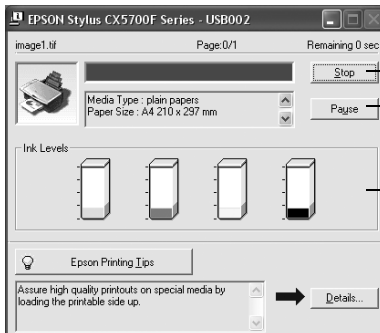 EPSON Stylus CX5700F Series - USB002
image1.tif Page:0/1 Remaining 0 sec
Stop
Media Type : plain papers
Paper Size : A4 210 x 297 mm
Pause
Ink Levels
Epson Printing Tips
Assure high quality printouts on special media by
loading the printable side up.
Details...